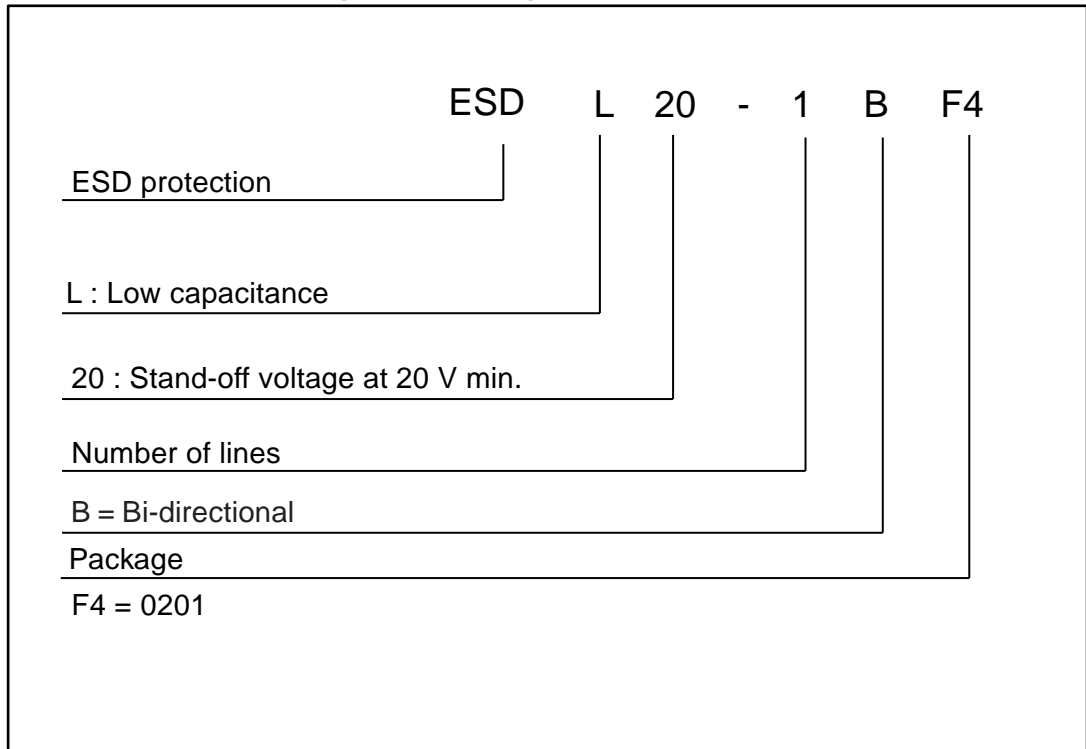 ESD L 20 - 1 B F4
ESD protection
L : Low capacitance
20 : Stand-off voltage at 20 V min.
Number of lines
B = Bi-directional
Package
F4 = 0201